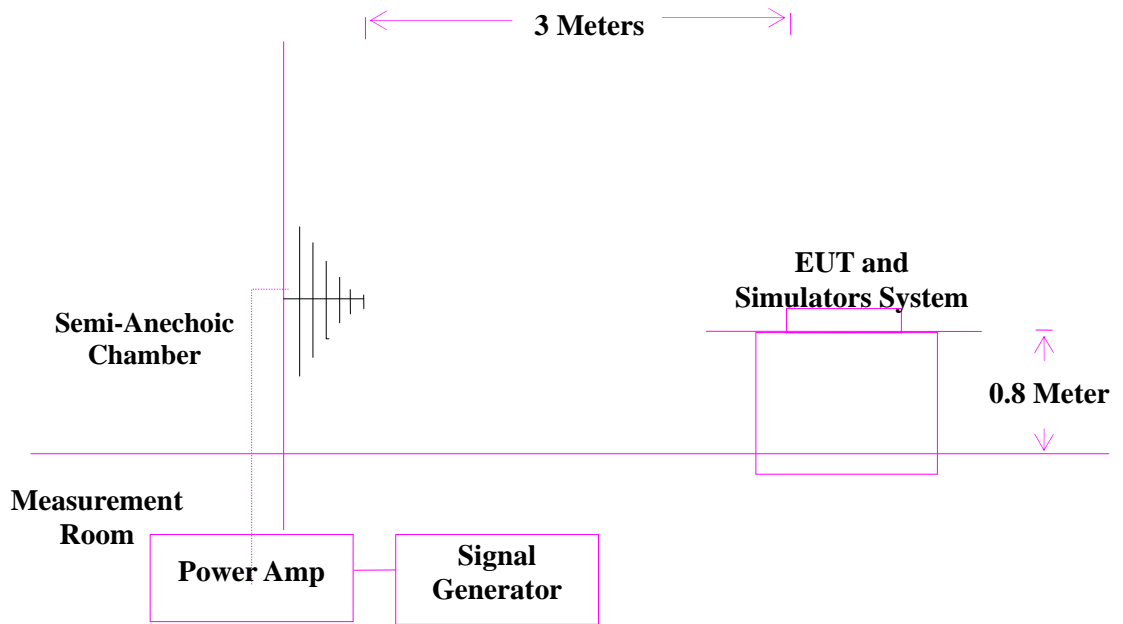 3 Meters
EUT and
Simulators System
Semi-Anechoic
Chamber
0.8 Meter
Measurement
Room
Power Amp
Signal
Generator